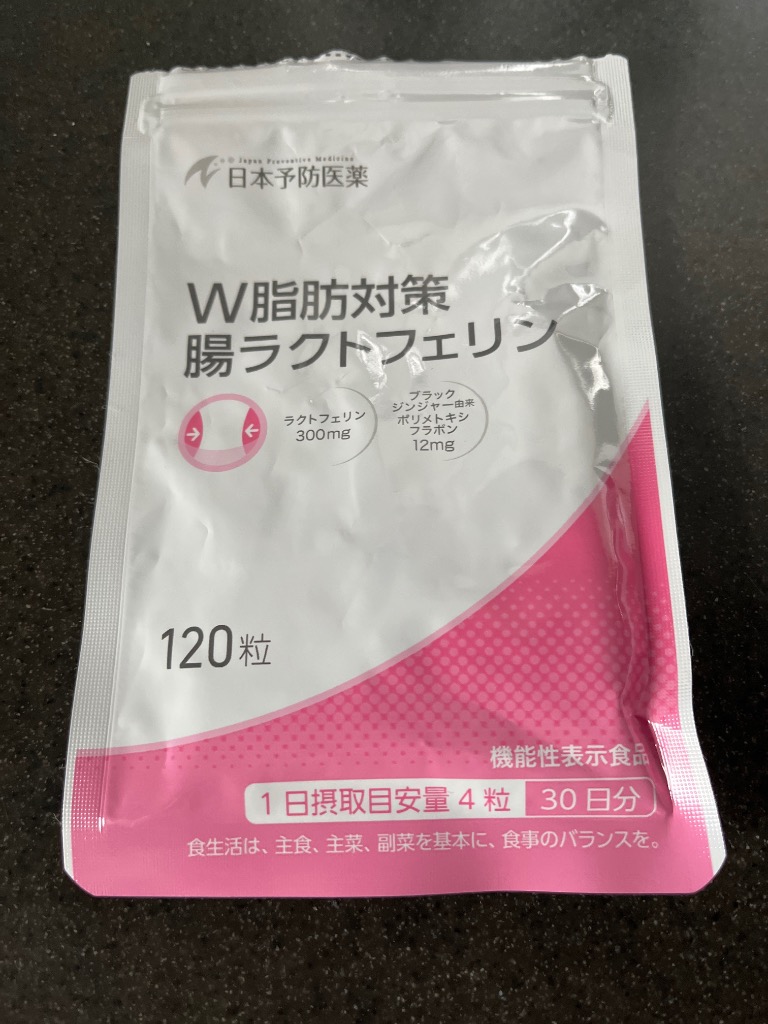 Japan Preventive Medicine
日本予防医薬
W脂肪対策
腸ラクトフェリン
ラクトフェリン
300mg
ブラック
ジンジャー由来
ポリメトキシ
フラボン
12mg
120粒
機能性表示食品
1日摂取目安量4粒 30日分
食生活は、主食、主菜、副菜を基本に、食事のバランスを。